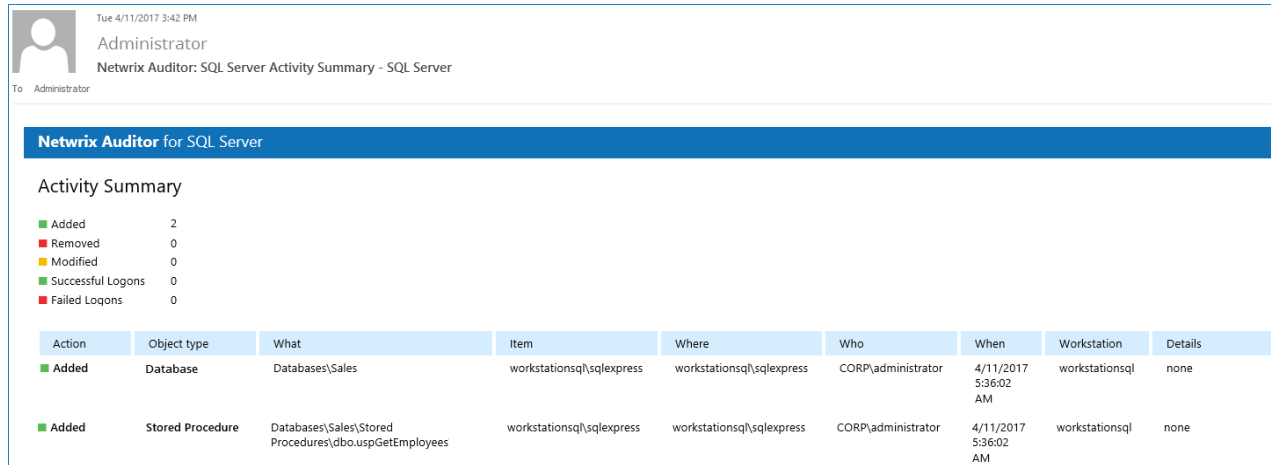 Tue 4/11/2017 3:42 PM
Administrator
Netwrix Auditor: SQL Server Activity Summary - SQL Server
To Administrator
Netwrix Auditor for SQL Server
Activity Summary
Added 2
Removed 0
Modified 0
Successful Logons 0
Failed Logons 0
Action Object type What Item Where Who When Workstation Details
Added Database Databases\Sales workstationsql\sqlexpress workstationsql\sqlexpress CORP\administrator 4/11/2017 workstationsql none
5:36:02
AM
Added Stored Procedure Databases\Sales\Stored workstationsql\sqlexpress workstationsql\sqlexpress CORP\administrator 4/11/2017 workstationsql none
Procedures\dbo.uspGetEmployees 5:36:02
AM